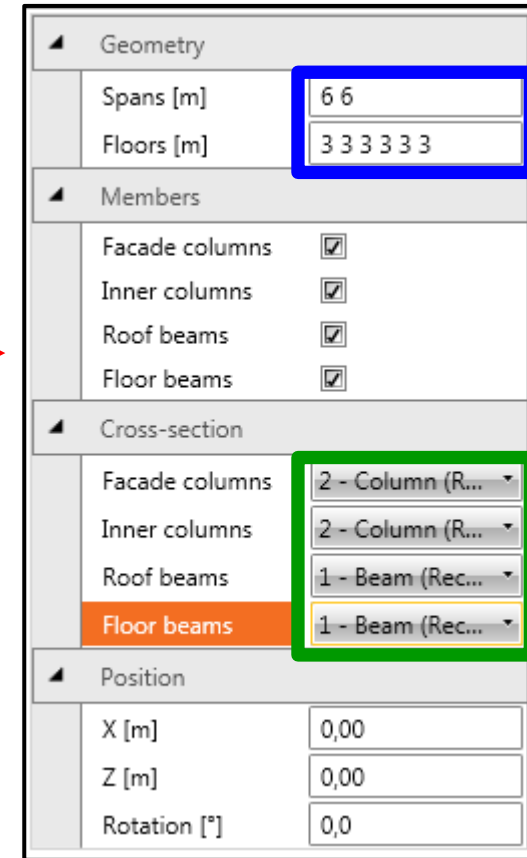 Geometry
Spans [m] 6 6
Floors [m] 3 3 3 3 3 3
Members
Facade columns
Inner columns
Roof beams
Floor beams
Cross-section
Facade columns 2 - Column (R...
Inner columns 2 - Column (R...
Roof beams 1 - Beam (Rec...
Floor beams 1 - Beam (Rec...
Position
X [m] 0,00
Z [m] 0,00
Rotation [°] 0,0